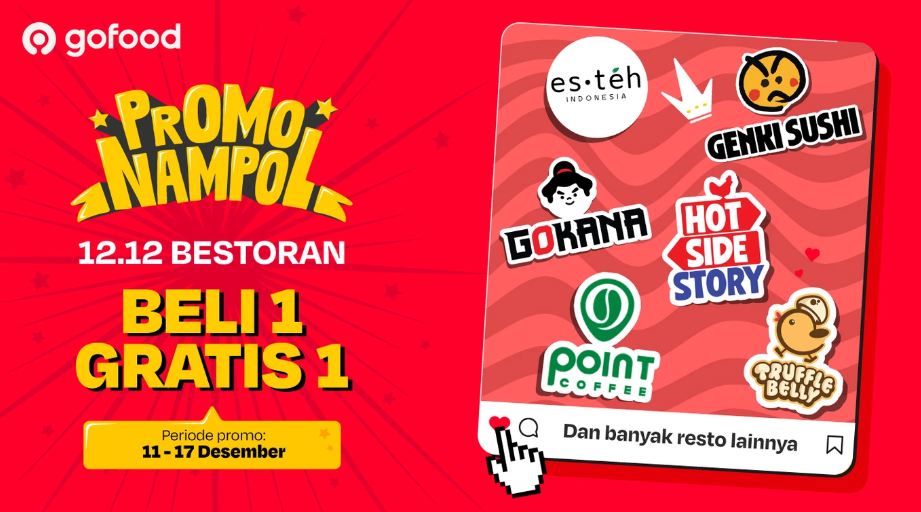 gofood
PROMO
NAMPOL
12.12 BESTORAN
BELI 1
GRATIS 1
Periode promo:
11 - 17 Desember
es·teh
INDONESIA
GENKI SUSHI
GOKANA
HOT
SIDE
STORY
POINT
COFFEE
TRUFFLE
BELLY
Dan banyak resto lainnya